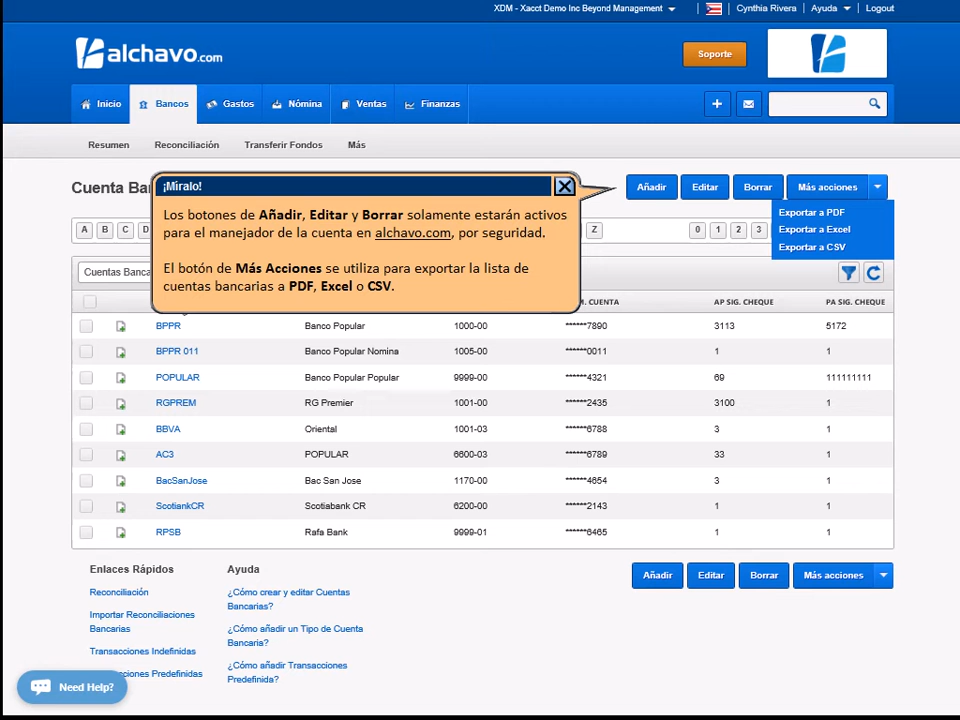 XDM - Xacct Demo Inc Beyond Management
Cynthia Rivera
Ayuda
Logout
alchavo.com
Soporte
Inicio
Bancos
Gastos
Nómina
Ventas
Finanzas
Resumen
Reconciliación
Transferir Fondos
Más
Cuenta Ban
Añadir
Editar
Borrar
Más acciones
Exportar a PDF
Exportar a Excel
Exportar a CSV
¡Míralo!
Los botones de Añadir, Editar y Borrar solamente estarán activos
para el manejador de la cuenta en alchavo.com, por seguridad.
El botón de Más Acciones se utiliza para exportar la lista de
cuentas bancarias a PDF, Excel o CSV.
A B C D Z 0 1 2 3
Cuentas Banca
CUENTA AP SIG. CHEQUE PA SIG. CHEQUE
BPPR Banco Popular 1000-00 ******7890 3113 5172
BPPR 011 Banco Popular Nomina 1005-00 ******0011 1 1
POPULAR Banco Popular Popular 9999-00 ******4321 69 111111111
RGPREM RG Premier 1001-00 ******2435 3100 1
BBVA Oriental 1001-03 ******6788 3 1
AC3 POPULAR 6600-03 ******6789 33 1
BacSanJose Bac San Jose 1170-00 ******4654 3 1
ScotiankCR Scotiabank CR 6200-00 ******2143 1 1
RPSB Rafa Bank 9999-01 ******6465 1 1
Añadir
Editar
Borrar
Más acciones
Enlaces Rápidos
Reconciliación
Importar Reconciliaciones
Bancarias
Transacciones Indefinidas
cciones Predefinidas
Ayuda
¿Cómo crear y editar Cuentas
Bancarias?
¿Cómo añadir un Tipo de Cuenta
Bancaria?
¿Cómo añadir Transacciones
Predefinida?
Need Help?